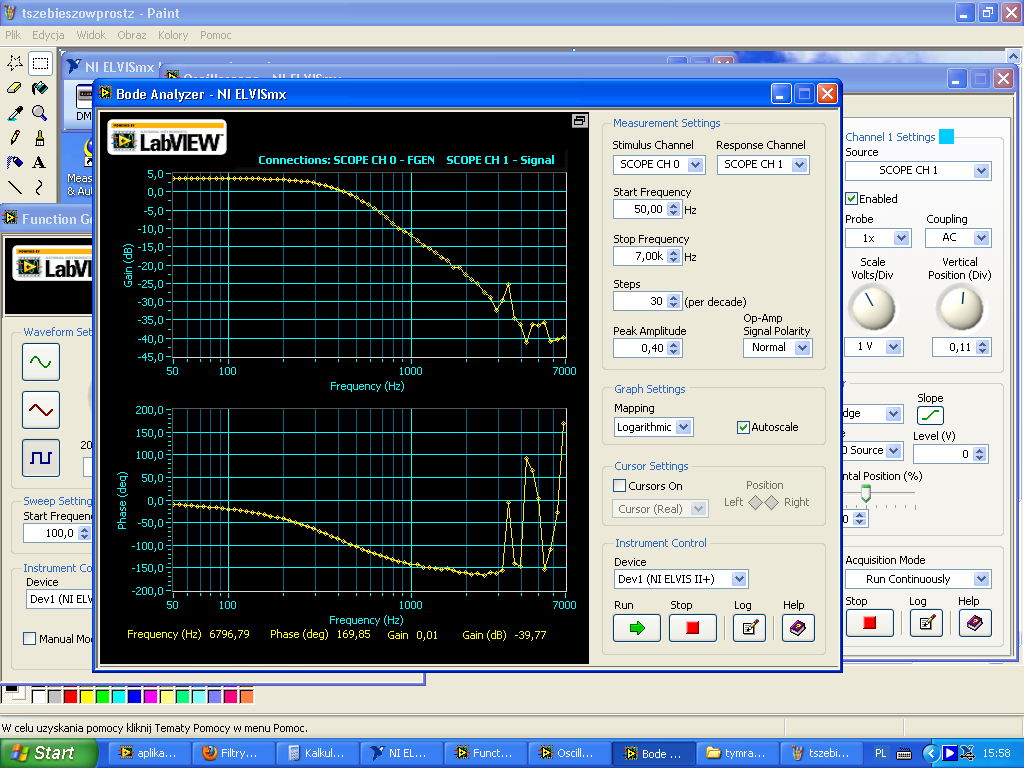 tszebieszowprostz - Paint
Plik Edycja Widok Obraz Kolory Pomoc
NI ELVISmx
Bode Analyzer - NI ELVISmx
POWERED BY
NATIONAL INSTRUMENTS
LabVIEW
Connections: SCOPE CH 0 - FGEN SCOPE CH 1 - Signal
5,0
0,0
-5,0
-10,0
-15,0
-20,0
-25,0
-30,0
-35,0
-40,0
-45,0
Gain (dB)
50 100 1000 7000
Frequency (Hz)
200,0
150,0
100,0
50,0
0,0
-50,0
-100,0
-150,0
-200,0
Phase (deg)
50 100 1000 7000
Frequency (Hz)
Frequency (Hz) 6796,79 Phase (deg) 169,85 Gain 0,01 Gain (dB) -39,77
Measurement Settings
Stimulus Channel Response Channel
SCOPE CH 0 SCOPE CH 1
Start Frequency
50,00 Hz
Stop Frequency
7,00k Hz
Steps
30 (per decade)
Peak Amplitude
0,40
Op-Amp
Signal Polarity
Normal
Graph Settings
Mapping
Logarithmic
Autoscale
Cursor Settings
Cursors On
Cursor (Real)
Position
Left Right
Instrument Control
Device
Dev1 (NI ELVIS II+)
Run Stop Log Help
DM
Meas
& Au
Function Ge
POWERED BY
LabVI
Waveform Set
20
Sweep Setting
Start Frequenc
100,0
Instrument Co
Device
Dev1 (NI ELV
Manual Mo
Channel 1 Settings
Source
SCOPE CH 1
Enabled
Probe Coupling
1x AC
Scale
Volts/Div
Vertical
Position (Div)
1 V 0,11
dge
Slope
0 Source
Level (V)
0
ntal Position (%)
Acquisition Mode
Run Continuously
Stop Log Help
W celu uzyskania pomocy kliknij Tematy Pomocy w menu Pomoc.
Start aplika... Filtry... Kalkul... NI EL... Funct... Oscill... Bode ... tymra... tszebi... PL 15:58